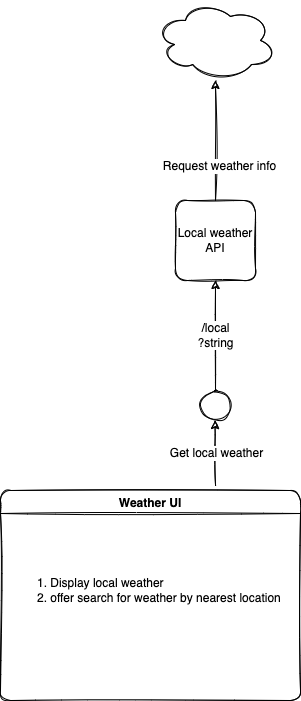 Request weather info
Local weather
API
/local
?string
Get local weather
Weather UI
1. Display local weather
2. offer search for weather by nearest location